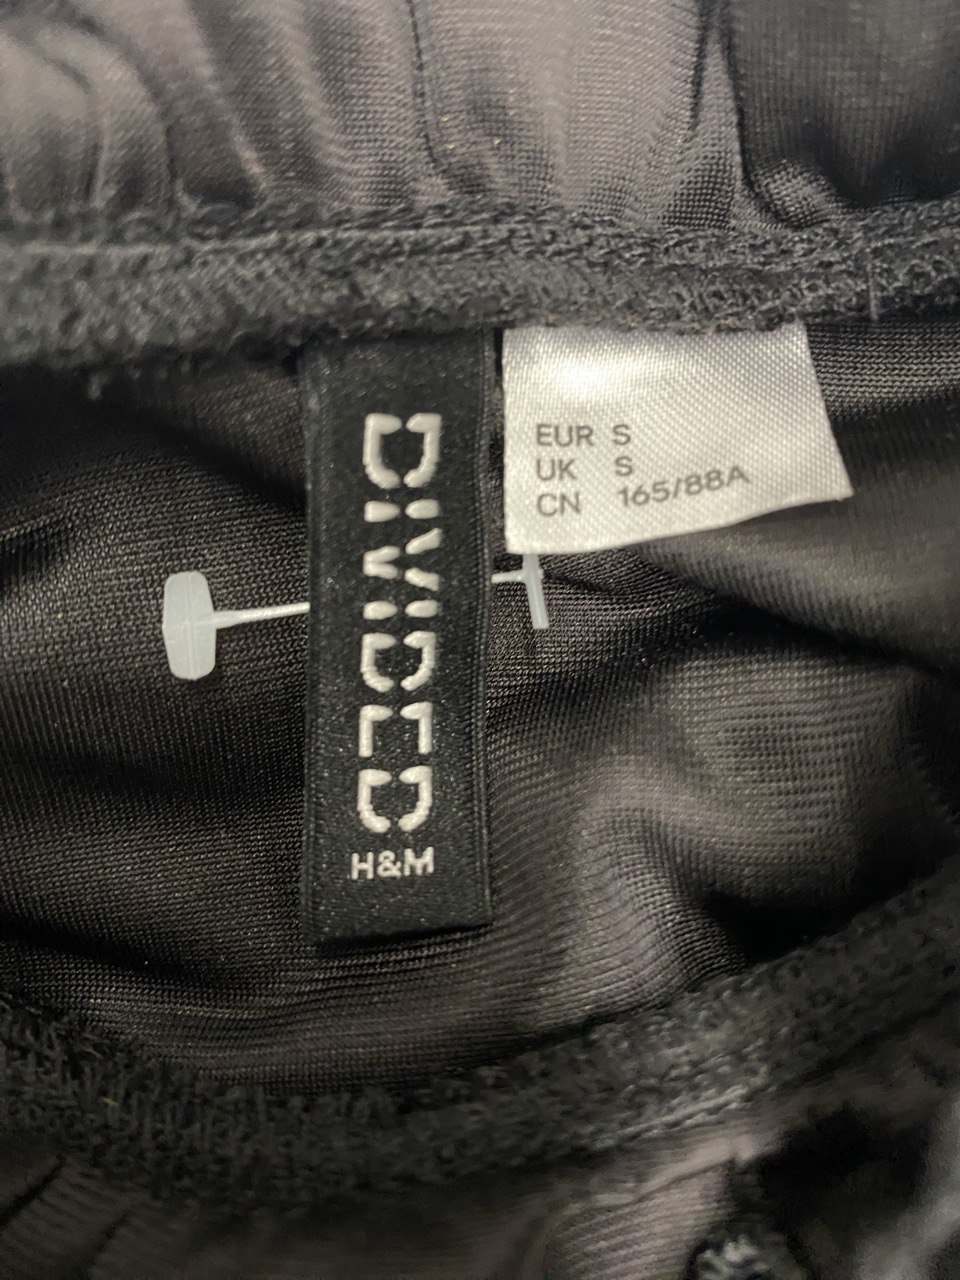 DIVIDED
H&M
EUR S
UK S
CN 165/88A